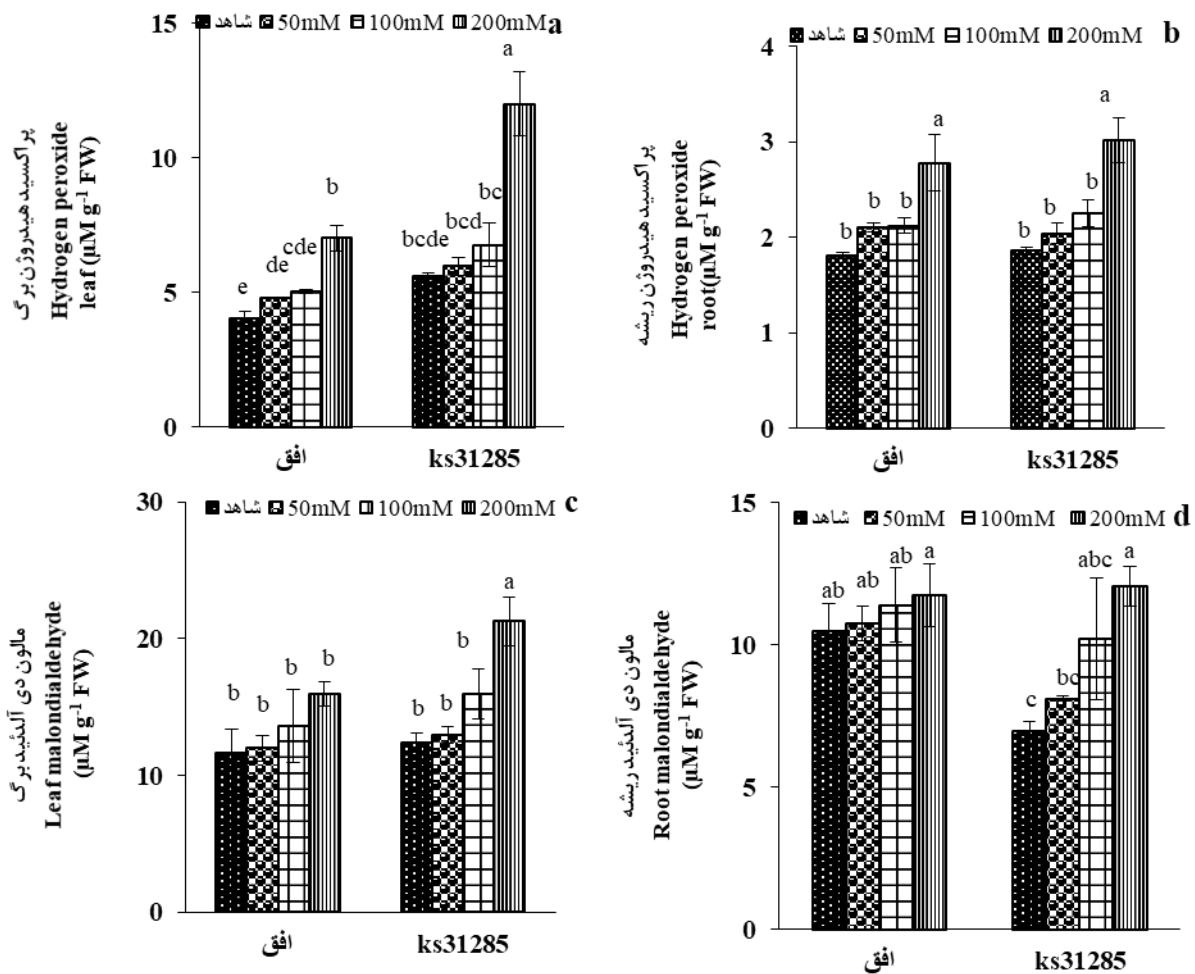 15
10
5
0
شاهد 50mM 100mM 200mM
a
پراکسید هیدروژن برگ
Hydrogen peroxide
leaf (µM g-1 FW)
e
de
cde
b
bcde
bcd
bc
a
افق
ks31285
4
3
2
1
0
شاهد 50mM 100mM 200mM
b
پراکسید هیدروژن ریشه
Hydrogen peroxide
root(µM g-1 FW)
b
b
b
a
b
b
b
a
افق
ks31285
30
20
10
0
شاهد 50mM 100mM 200mM
c
مالون دی آلدئید برگ
Leaf malondialdehyde
(µM g-1 FW)
b
b
b
b
b
b
b
a
افق
ks31285
15
10
5
0
شاهد 50mM 100mM 200mM
d
مالون دی آلدئید ریشه
Root malondialdehyde
(µM g-1 FW)
ab
ab
ab
a
c
bc
abc
a
افق
ks31285